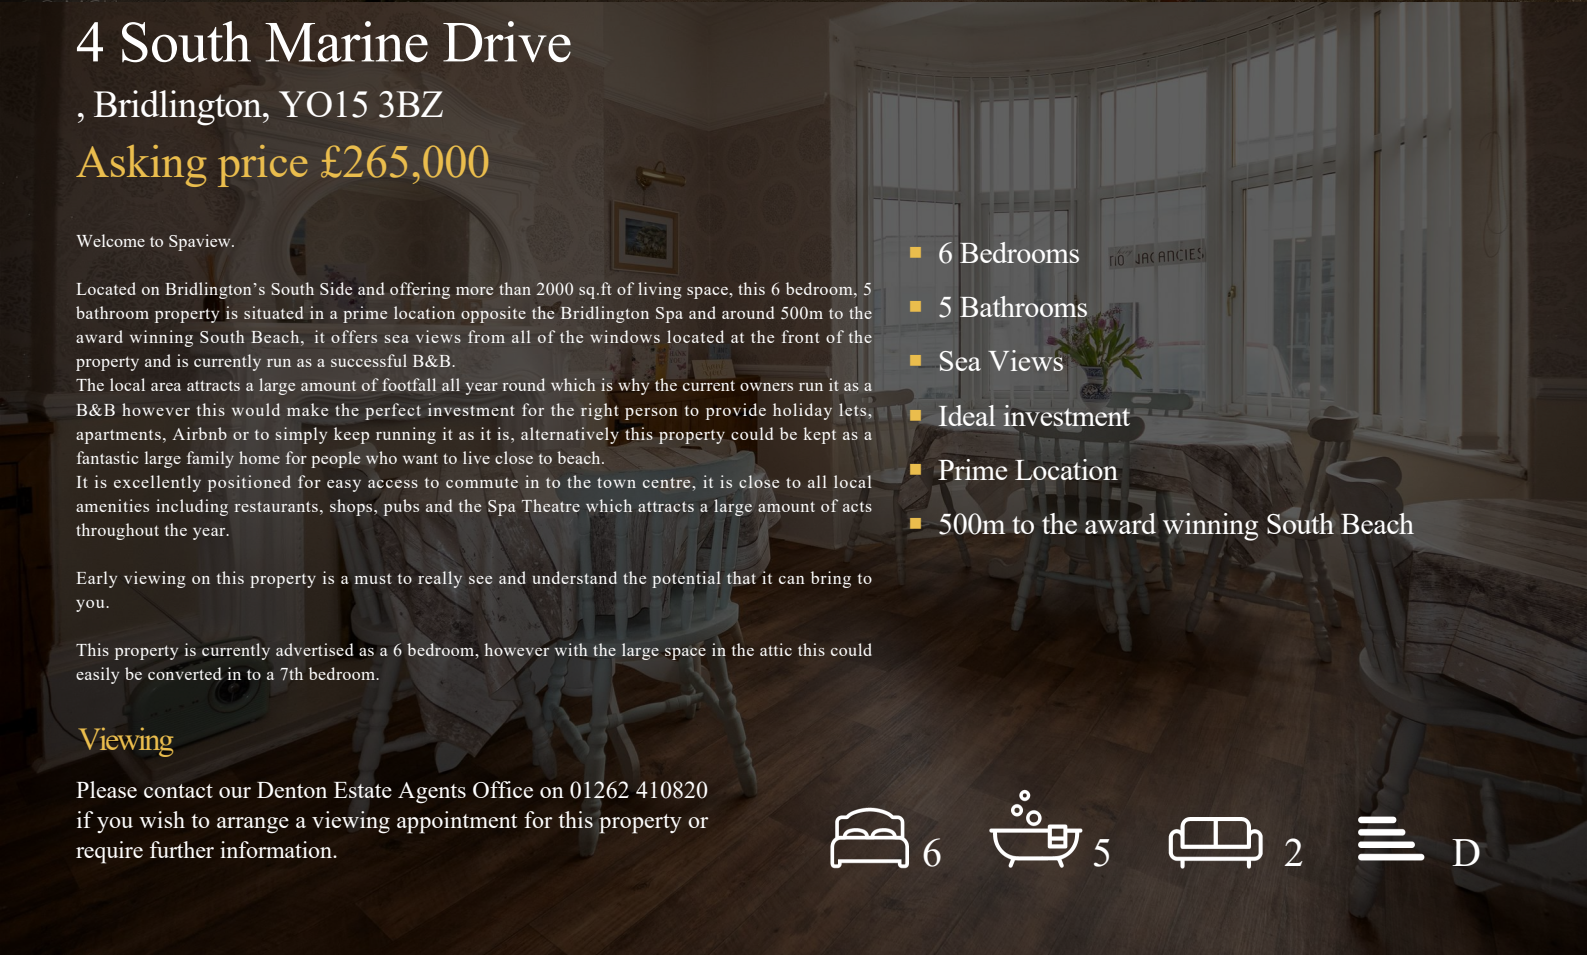 4 South Marine Drive
, Bridlington, YO15 3BZ
Asking price £265,000
Welcome to Spaview.
Located on Bridlington’s South Side and offering more than 2000 sq.ft of living space, this 6 bedroom, 5
bathroom property is situated in a prime location opposite the Bridlington Spa and around 500m to the
award winning South Beach, it offers sea views from all of the windows located at the front of the
property and is currently run as a successful B&B.
The local area attracts a large amount of footfall all year round which is why the current owners run it as a
B&B however this would make the perfect investment for the right person to provide holiday lets,
apartments, Airbnb or to simply keep running it as it is, alternatively this property could be kept as a
fantastic large family home for people who want to live close to beach.
It is excellently positioned for easy access to commute in to the town centre, it is close to all local
amenities including restaurants, shops, pubs and the Spa Theatre which attracts a large amount of acts
throughout the year.
Early viewing on this property is a must to really see and understand the potential that it can bring to
you.
This property is currently advertised as a 6 bedroom, however with the large space in the attic this could
easily be converted in to a 7th bedroom.
6 Bedrooms
5 Bathrooms
Sea Views
Ideal investment
Prime Location
500m to the award winning South Beach
NO VACANCIES
Viewing
Please contact our Denton Estate Agents Office on 01262 410820
if you wish to arrange a viewing appointment for this property or
require further information.
6 5 2 D